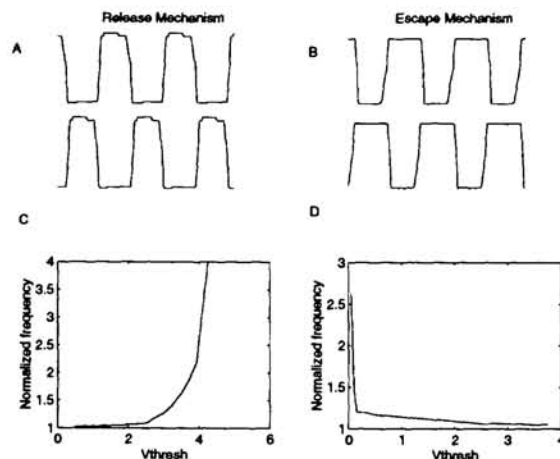 Release Mechanism
Escape Mechanism
A
B
C
D
4
3.5
3
2.5
2
1.5
1
Normalized frequency
0
2
4
6
Vthresh
3
2.5
2
1.5
1
Normalized frequency
0
1
2
3
4
Vthresh